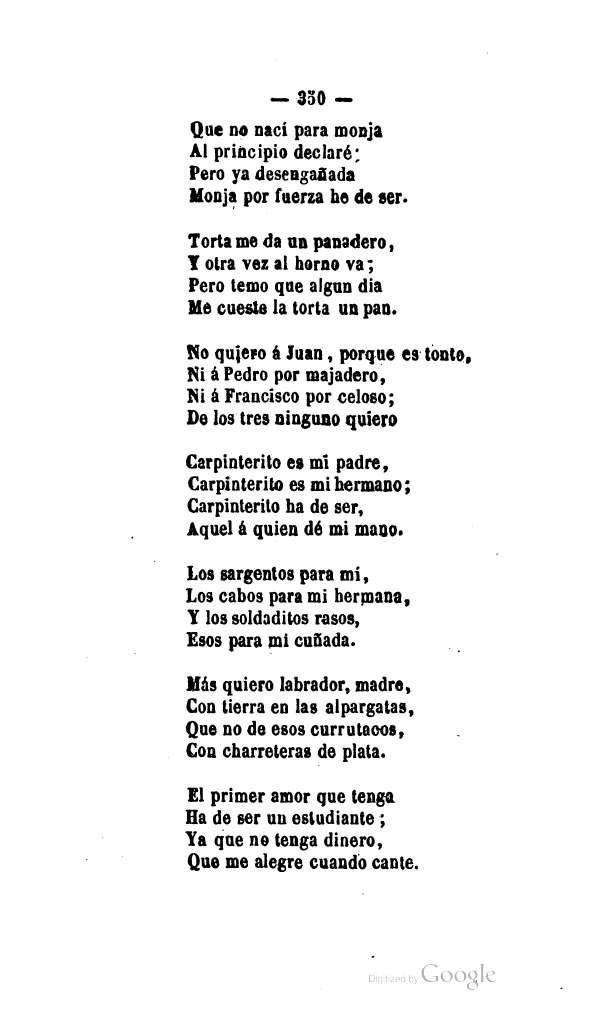 — 350 —
Que no nací para monja
Al principio declaré;
Pero ya desengañada
Monja por fuerza he de ser.
Torta me da un panadero,
Y otra vez al horno va;
Pero temo que algun dia
Me cueste la torta un pan.
No quiero á Juan, porque es tonto,
Ni á Pedro por majadero,
Ni á Francisco por celoso;
De los tres ninguno quiero
Carpinterito es mi padre,
Carpinterito es mi hermano;
Carpinterito ha de ser,
Aquel á quien dé mi mano.
Los sargentos para mí,
Los cabos para mi hermana,
Y los soldaditos rasos,
Esos para mi cuñada.
Más quiero labrador, madre,
Con tierra en las alpargatas,
Que no de esos currutacos,
Con charreteras de plata.
El primer amor que tenga
Ha de ser un estudiante;
Ya que no tenga dinero,
Que me alegre cuando cante.
Digitized by Google